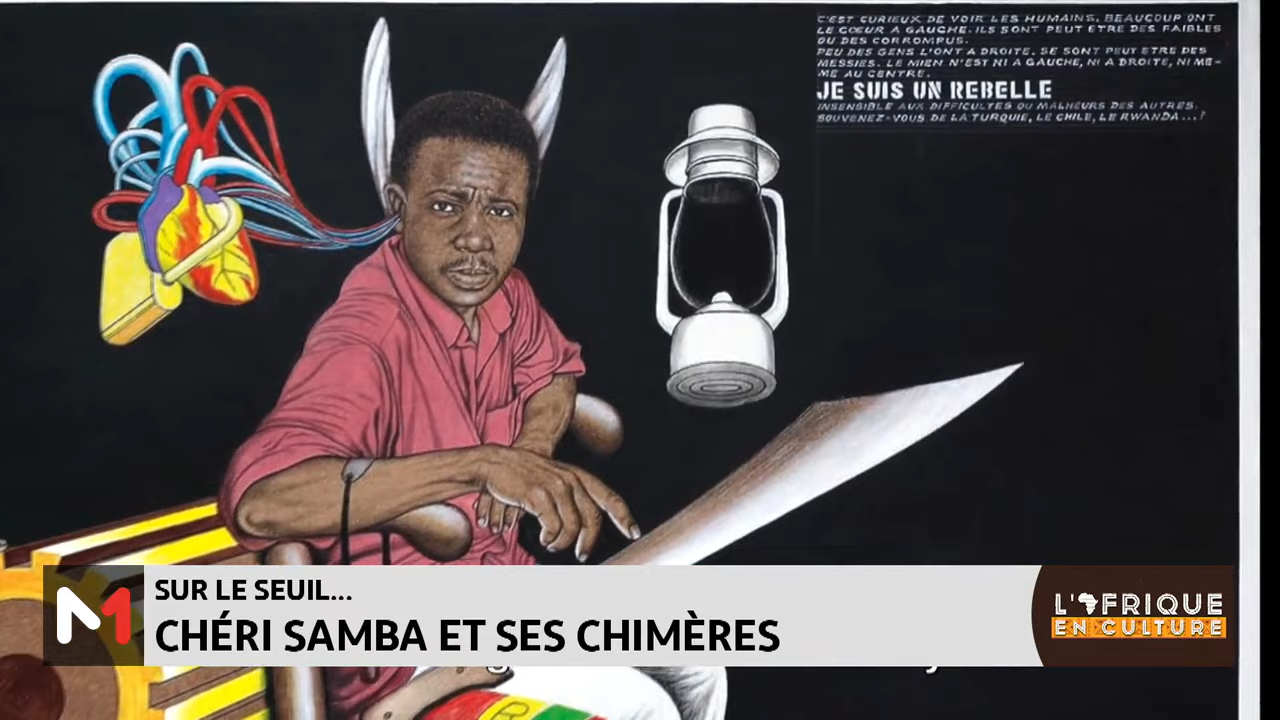 C'EST CURIEUX DE VOIR LES HUMAINS. BEAUCOUP ONT
LE COEUR A GAUCHE. ILS SONT PEUT ETRE DES FAIBLES
OU DES CORROMPUS.
PEU DES GENS L'ONT A DROITE. SE SONT PEUT ETRE DES
MESSIES. LE MIEN N'EST NI A GAUCHE, NI A DROITE, NI ME-
ME AU CENTRE.
JE SUIS UN REBELLE
INSENSIBLE AUX DIFFICULTES OU MALHEURS DES AUTRES.
SOUVENEZ-VOUS DE LA TURQUIE, LE CHILE, LE RWANDA...?
M1
SUR LE SEUIL...
CHÉRI SAMBA ET SES CHIMÈRES
L'AFRIQUE
EN CULTURE